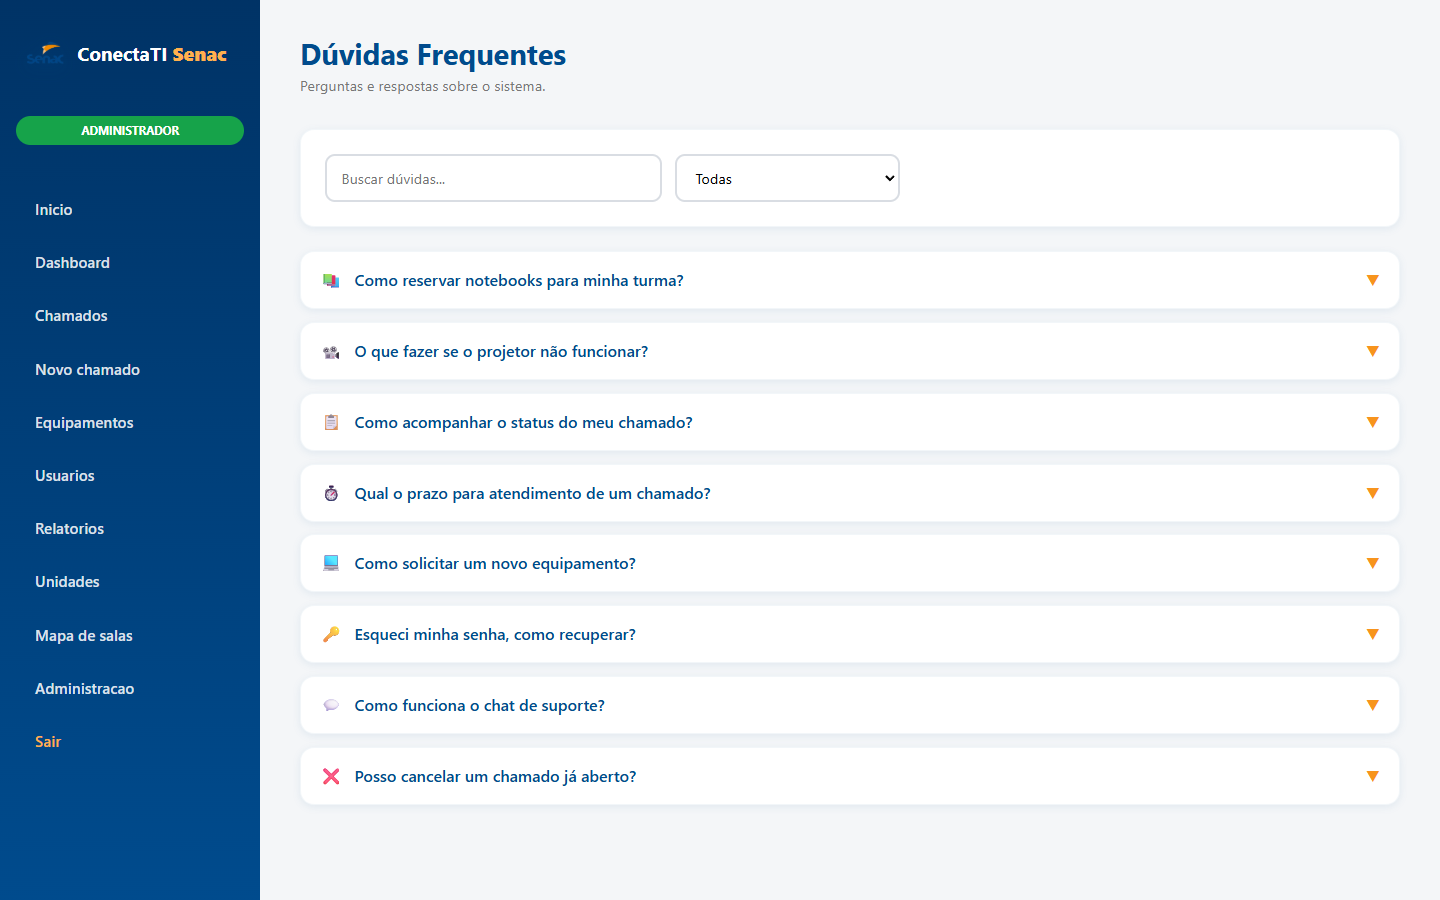 Senac
ConectaTI Senac
ADMINISTRADOR
Inicio
Dashboard
Chamados
Novo chamado
Equipamentos
Usuarios
Relatorios
Unidades
Mapa de salas
Administracao
Sair
Dúvidas Frequentes
Perguntas e respostas sobre o sistema.
Buscar dúvidas...
Todas
Como reservar notebooks para minha turma?
O que fazer se o projetor não funcionar?
Como acompanhar o status do meu chamado?
Qual o prazo para atendimento de um chamado?
Como solicitar um novo equipamento?
Esqueci minha senha, como recuperar?
Como funciona o chat de suporte?
Posso cancelar um chamado já aberto?